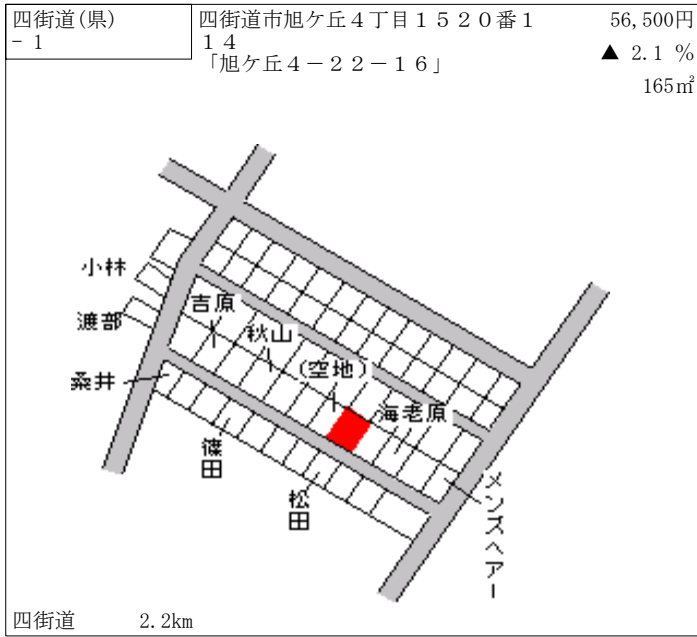 四街道(県)
－１
四街道市旭ケ丘４丁目１５２０番１
１４
「旭ケ丘４－２２－１６」
56,500円
▲ 2.1 %
165㎡
小林
渡部
桑井
吉原
秋山
(空地)
海老原
篠田
松田
メンズヘアー
四街道 2.2km